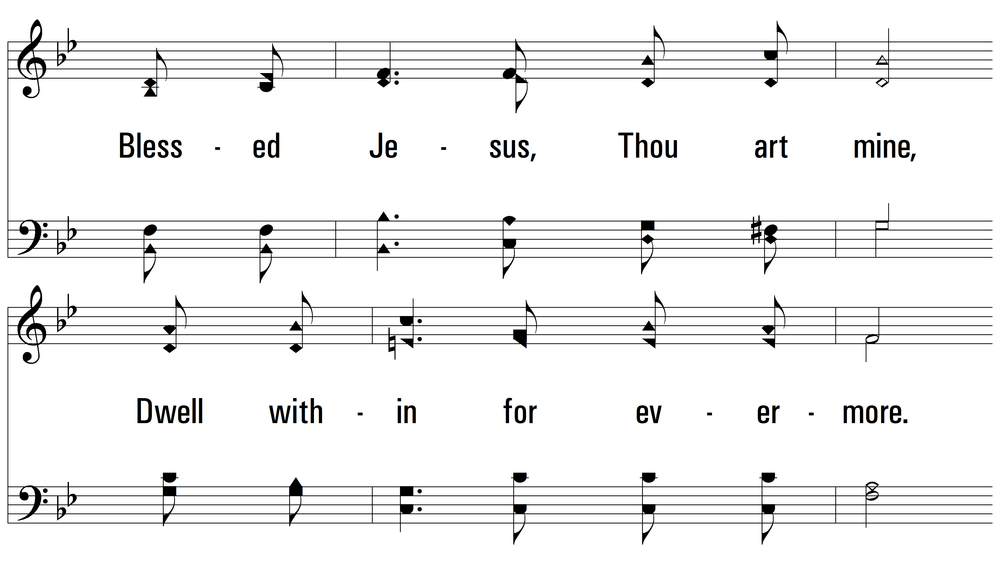 Bless - ed Je - sus, Thou art mine,
Dwell with - in for ev - er - more.